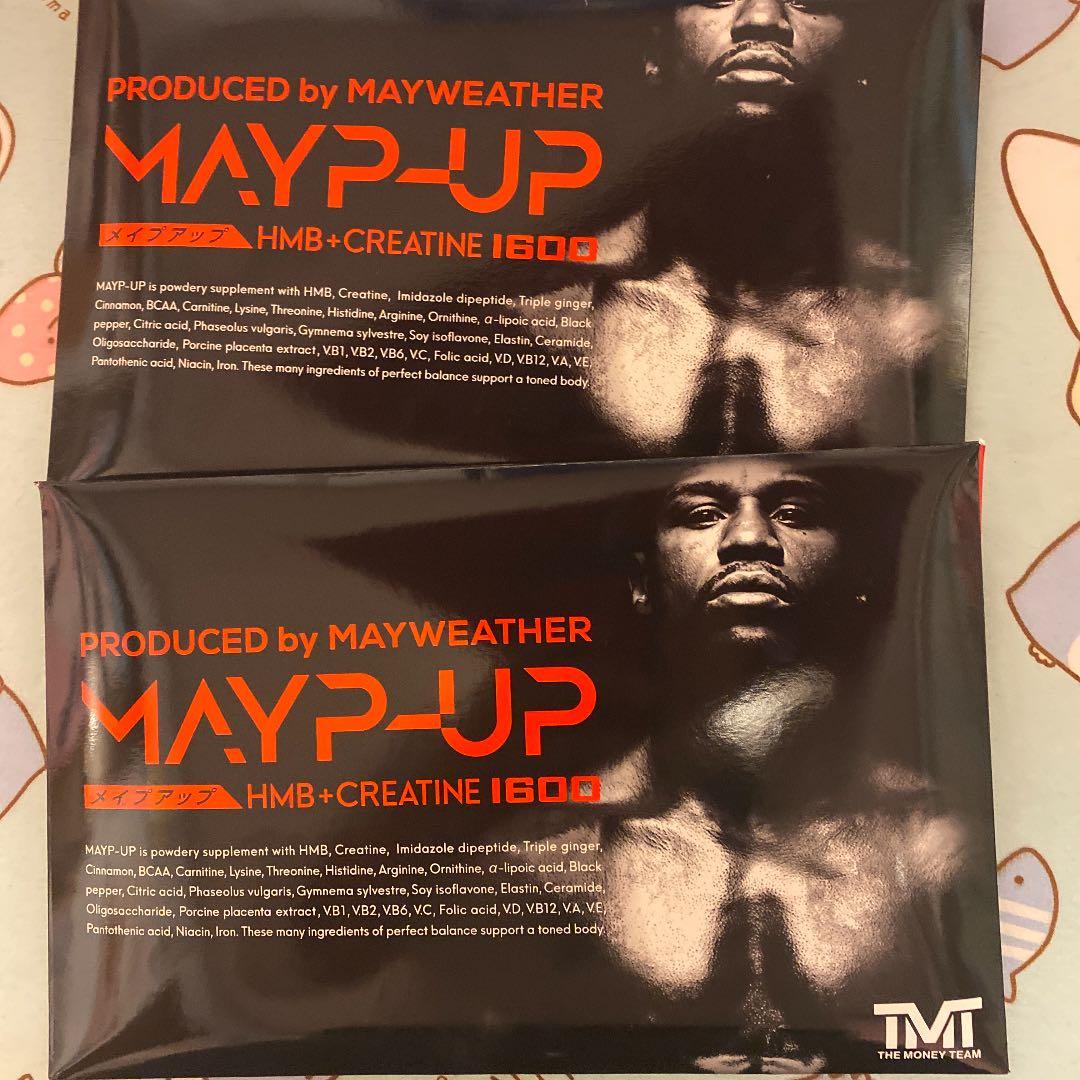 ma
PRODUCED by MAYWEATHER
MAYP-UP
メイプアップ HMB+CREATINE 1600
MAYP-UP is powdery supplement with HMB, Creatine, Imidazole dipeptide, Triple ginger,
Cinnamon, BCAA, Carnitine, Lysine, Threonine, Histidine, Arginine, Ornithine, α-lipoic acid, Black
pepper, Citric acid, Phaseolus vulgaris, Gymnema sylvestre, Soy isoflavone, Elastin, Ceramide,
Oligosaccharide, Porcine placenta extract, V.B1, V.B2, V.B6, V.C, Folic acid, V.D, V.B12, V.A, V.E,
Pantothenic acid, Niacin, Iron. These many ingredients of perfect balance support a toned body.
PRODUCED by MAYWEATHER
MAYP-UP
メイプアップ HMB+CREATINE 1600
MAYP-UP is powdery supplement with HMB, Creatine, Imidazole dipeptide, Triple ginger,
Cinnamon, BCAA, Carnitine, Lysine, Threonine, Histidine, Arginine, Ornithine, α-lipoic acid, Black
pepper, Citric acid, Phaseolus vulgaris, Gymnema sylvestre, Soy isoflavone, Elastin, Ceramide,
Oligosaccharide, Porcine placenta extract, V.B1, V.B2, V.B6, V.C, Folic acid, V.D, V.B12, V.A, V.E,
Pantothenic acid, Niacin, Iron. These many ingredients of perfect balance support a toned body.
TMT
THE MONEY TEAM